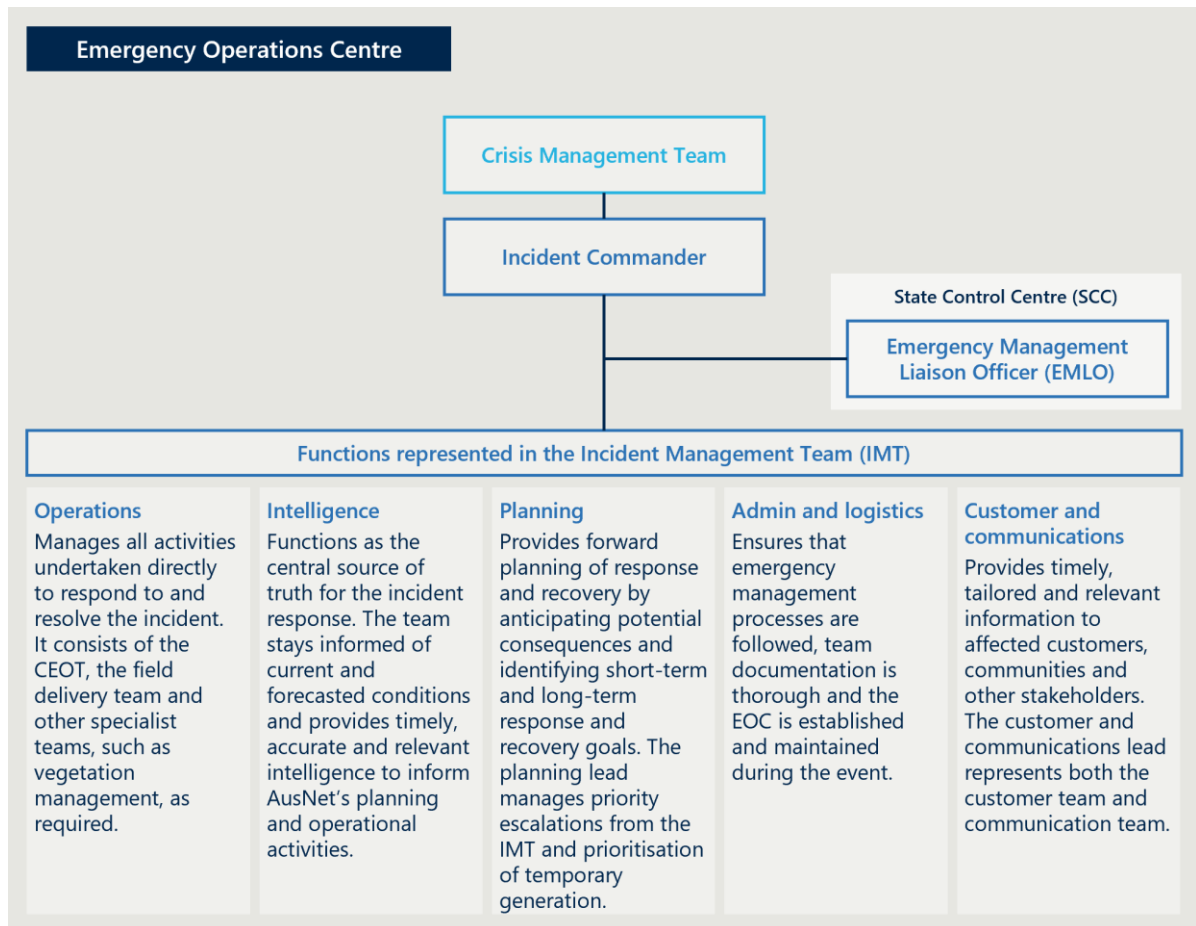 Emergency Operations Centre
Crisis Management Team
Incident Commander
State Control Centre (SCC)
Emergency Management
Liaison Officer (EMLO)
Functions represented in the Incident Management Team (IMT)
Operations
Manages all activities
undertaken directly
to respond to and
resolve the incident.
It consists of the
CEOT, the field
delivery team and
other specialist
teams, such as
vegetation
management, as
required.
Intelligence
Functions as the
central source of
truth for the incident
response. The team
stays informed of
current and
forecasted conditions
and provides timely,
accurate and relevant
intelligence to inform
AusNet’s planning
and operational
activities.
Planning
Provides forward
planning of response
and recovery by
anticipating potential
consequences and
identifying short-term
and long-term
response and
recovery goals. The
planning lead
manages priority
escalations from the
IMT and prioritisation
of temporary
generation.
Admin and logistics
Ensures that
emergency
management
processes are
followed, team
documentation is
thorough and the
EOC is established
and maintained
during the event.
Customer and
communications
Provides timely,
tailored and relevant
information to
affected customers,
communities and
other stakeholders.
The customer and
communications lead
represents both the
customer team and
communication team.